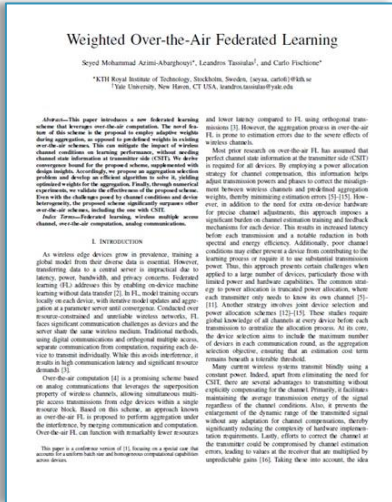 Weighted Over-the-Air Federated Learning
Seyed Mohammad Azimi-Abarghouyi*, Leandros Tassiulas†, and Carlo Fischione*
*KTH Royal Institute of Technology, Stockholm, Sweden, {seyaa, carlofi}@kth.se
†Yale University, New Haven, CT USA, leandros.tassiulas@yale.edu
Abstract—This paper introduces a new federated learning
scheme that leverages over-the-air computation. The novel fea-
ture of this scheme is the proposal to employ adaptive weights
during aggregation, as opposed to predefined weights in existing
over-the-air schemes. This can mitigate the impact of wireless
channel conditions on learning performance, without needing
channel state information at transmitter side (CSIT). We derive
convergence bound for the proposed scheme, supplemented with
design insights. Accordingly, we propose an aggregation selection
problem and develop an efficient algorithm to solve it, yielding
optimized weights for the aggregation. Finally, through numerical
experiments, we validate the effectiveness of the proposed scheme.
Even with the challenges posed by channel conditions and device
heterogeneity, the proposed scheme significantly surpasses other
over-the-air schemes, including the one with CSIT.
Index Terms—Federated learning, wireless multiple access
channel, over-the-air computation, analog communications.
I. INTRODUCTION
As wireless edge devices grow in prevalence, training a
global model from their diverse data is essential. However,
transferring data to a central server is impractical due to
latency, power, bandwidth, and privacy concerns. Federated
learning (FL) addresses this by enabling on-device machine
learning without data transfer [2]. In FL, model training occurs
locally on each device, with iterative model updates and aggre-
gation at a parameter server until convergence. Conducted over
resource-constrained and unreliable wireless networks, FL
faces significant communication challenges as devices and the
server share the same wireless medium. Traditional methods,
using digital communications and orthogonal multiple access,
separate communication from computation, requiring each de-
vice to transmit individually. While this avoids interference, it
results in high communication latency and significant resource
demands [3].
Over-the-air computation [4] is a promising scheme based
on analog communications that leverages the superposition
property of wireless channels, allowing simultaneous multi-
ple access transmissions from edge devices within a single
resource block. Based on this scheme, an approach known
as over-the-air FL is proposed to perform aggregation under
the interference, by merging communication and computation.
Over-the-air FL can function with remarkably fewer resources
This paper is a conference version of [1], focusing on a special case that
accounts for a uniform batch size and homogeneous computational capabilities
across devices.
and lower latency compared to FL using orthogonal trans-
missions [3]. However, the aggregation process in over-the-air
FL is prone to estimation errors due to the severe effects of
wireless channels.
Most prior research on over-the-air FL has assumed that
perfect channel state information at the transmitter side (CSIT)
is required for all devices. By employing a power allocation
strategy for channel compensation, this information helps
adjust transmission powers and phases to correct the misalign-
ment between wireless channels and predefined aggregation
weights, thereby minimizing estimation errors [5]–[15]. How-
ever, in addition to the need for extra on-device hardware
for precise channel adjustments, this approach imposes a
significant burden on channel estimation training and feedback
mechanisms for each device. This results in increased latency
before each transmission and a notable reduction in both
spectral and energy efficiency. Additionally, poor channel
conditions may either prevent a device from contributing to the
learning process or require it to use substantial transmission
power. Thus, this approach presents certain challenges when
applied to a large number of devices, particularly those with
limited power and hardware capabilities. The common strat-
egy to power allocation is truncated power allocation, where
each transmitter only needs to know its own channel [5]–
[11]. Another strategy involves joint device selection and
power allocation schemes [12]–[15]. These studies require
global knowledge of all channels at every device before each
transmission to centralize the allocation process. At its core,
the device selection aims to include the maximum number
of devices in each communication round, as the aggregation
selection objective, ensuring that an estimation cost term
remains beneath a tolerable threshold.
Many current wireless systems transmit blindly using a
constant power. Indeed, apart from eliminating the need for
CSIT, there are several advantages to transmitting without
explicitly compensating for the channel. Primarily, it facilitates
maintaining the average transmission energy of the signal
regardless of the channel conditions. Also, it prevents the
enlargement of the dynamic range of the transmitted signal
without any adaptation for channel compensations, thereby
significantly reducing the complexity of hardware implemen-
tation requirements. Lastly, efforts to correct the channel at
the transmitter could be compromised by channel estimation
errors, leading to values at the receiver that are multiplied by
unpredictable gains [16]. Taking these into account, the idea